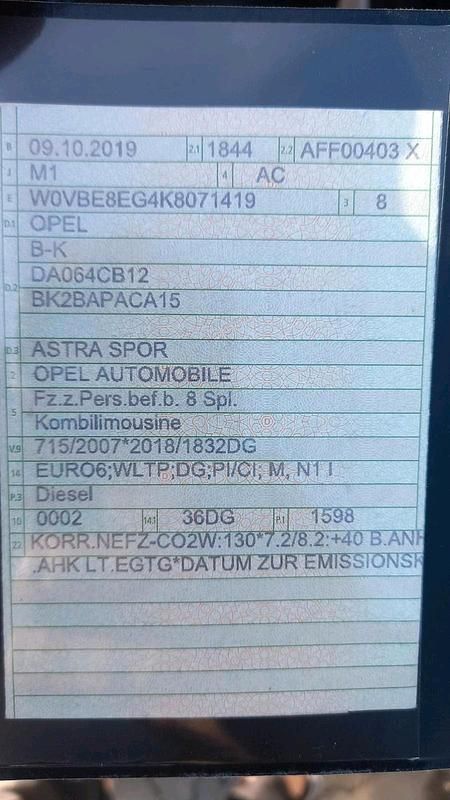 B 09.10.2019 2.1 1844 2.2 AFF00403 X
J M1 4 AC
E W0VBE8EG4K8071419 3 8
D.1 OPEL
B-K
DA064CB12
D.2 BK2BAPACA15
D.3 ASTRA SPOR
2 OPEL AUTOMOBILE
Fz.z.Pers.bef.b. 8 Spl.
5 Kombilimousine
V.9 715/2007*2018/1832DG
14 EURO6;WLTP;DG;PI/CI; M, N1 I
P.3 Diesel
10 0002 14.1 36DG P.1 1598
22 KORR.NEFZ-CO2W:130*7.2/8.2:+40 B.ANH
.AHK LT.EGTG*DATUM ZUR EMISSIONSK